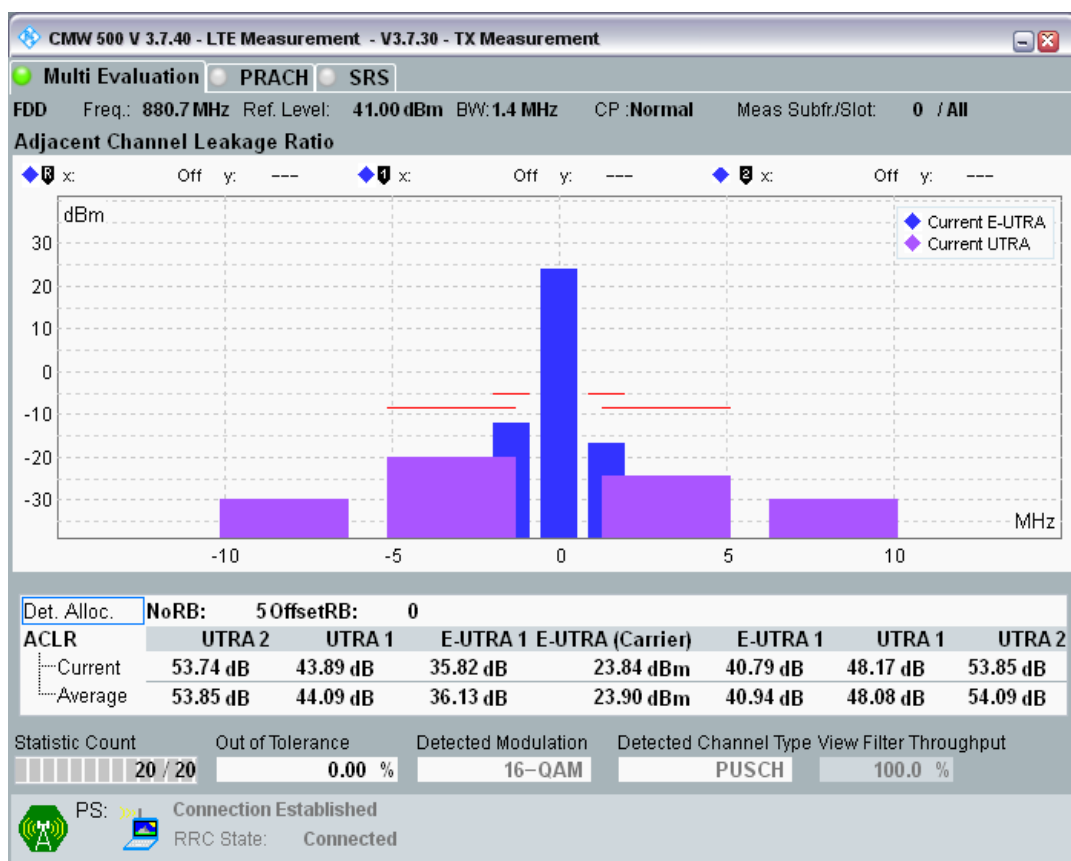 CMW 500 V 3.7.40 - LTE Measurement - V3.7.30 - TX Measurement
Multi Evaluation PRACH SRS
FDD Freq.: 880.7 MHz Ref. Level: 41.00 dBm BW: 1.4 MHz CP :Normal Meas Subfr./Slot: 0 / All
Adjacent Channel Leakage Ratio
R x: Off y: --- 1 x: Off y: --- 2 x: Off y: ---
dBm
Current E-UTRA
Current UTRA
30
20
10
0
-10
-20
-30
MHz
-10 -5 0 5 10
Det. Alloc. NoRB: 5 OffsetRB: 0
ACLR UTRA 2 UTRA 1 E-UTRA 1 E-UTRA (Carrier) E-UTRA 1 UTRA 1 UTRA 2
Current 53.74 dB 43.89 dB 35.82 dB 23.84 dBm 40.79 dB 48.17 dB 53.85 dB
Average 53.85 dB 44.09 dB 36.13 dB 23.90 dBm 40.94 dB 48.08 dB 54.09 dB
Statistic Count Out of Tolerance Detected Modulation Detected Channel Type View Filter Throughput
20 / 20 0.00 % 16-QAM PUSCH 100.0 %
PS: Connection Established
RRC State: Connected